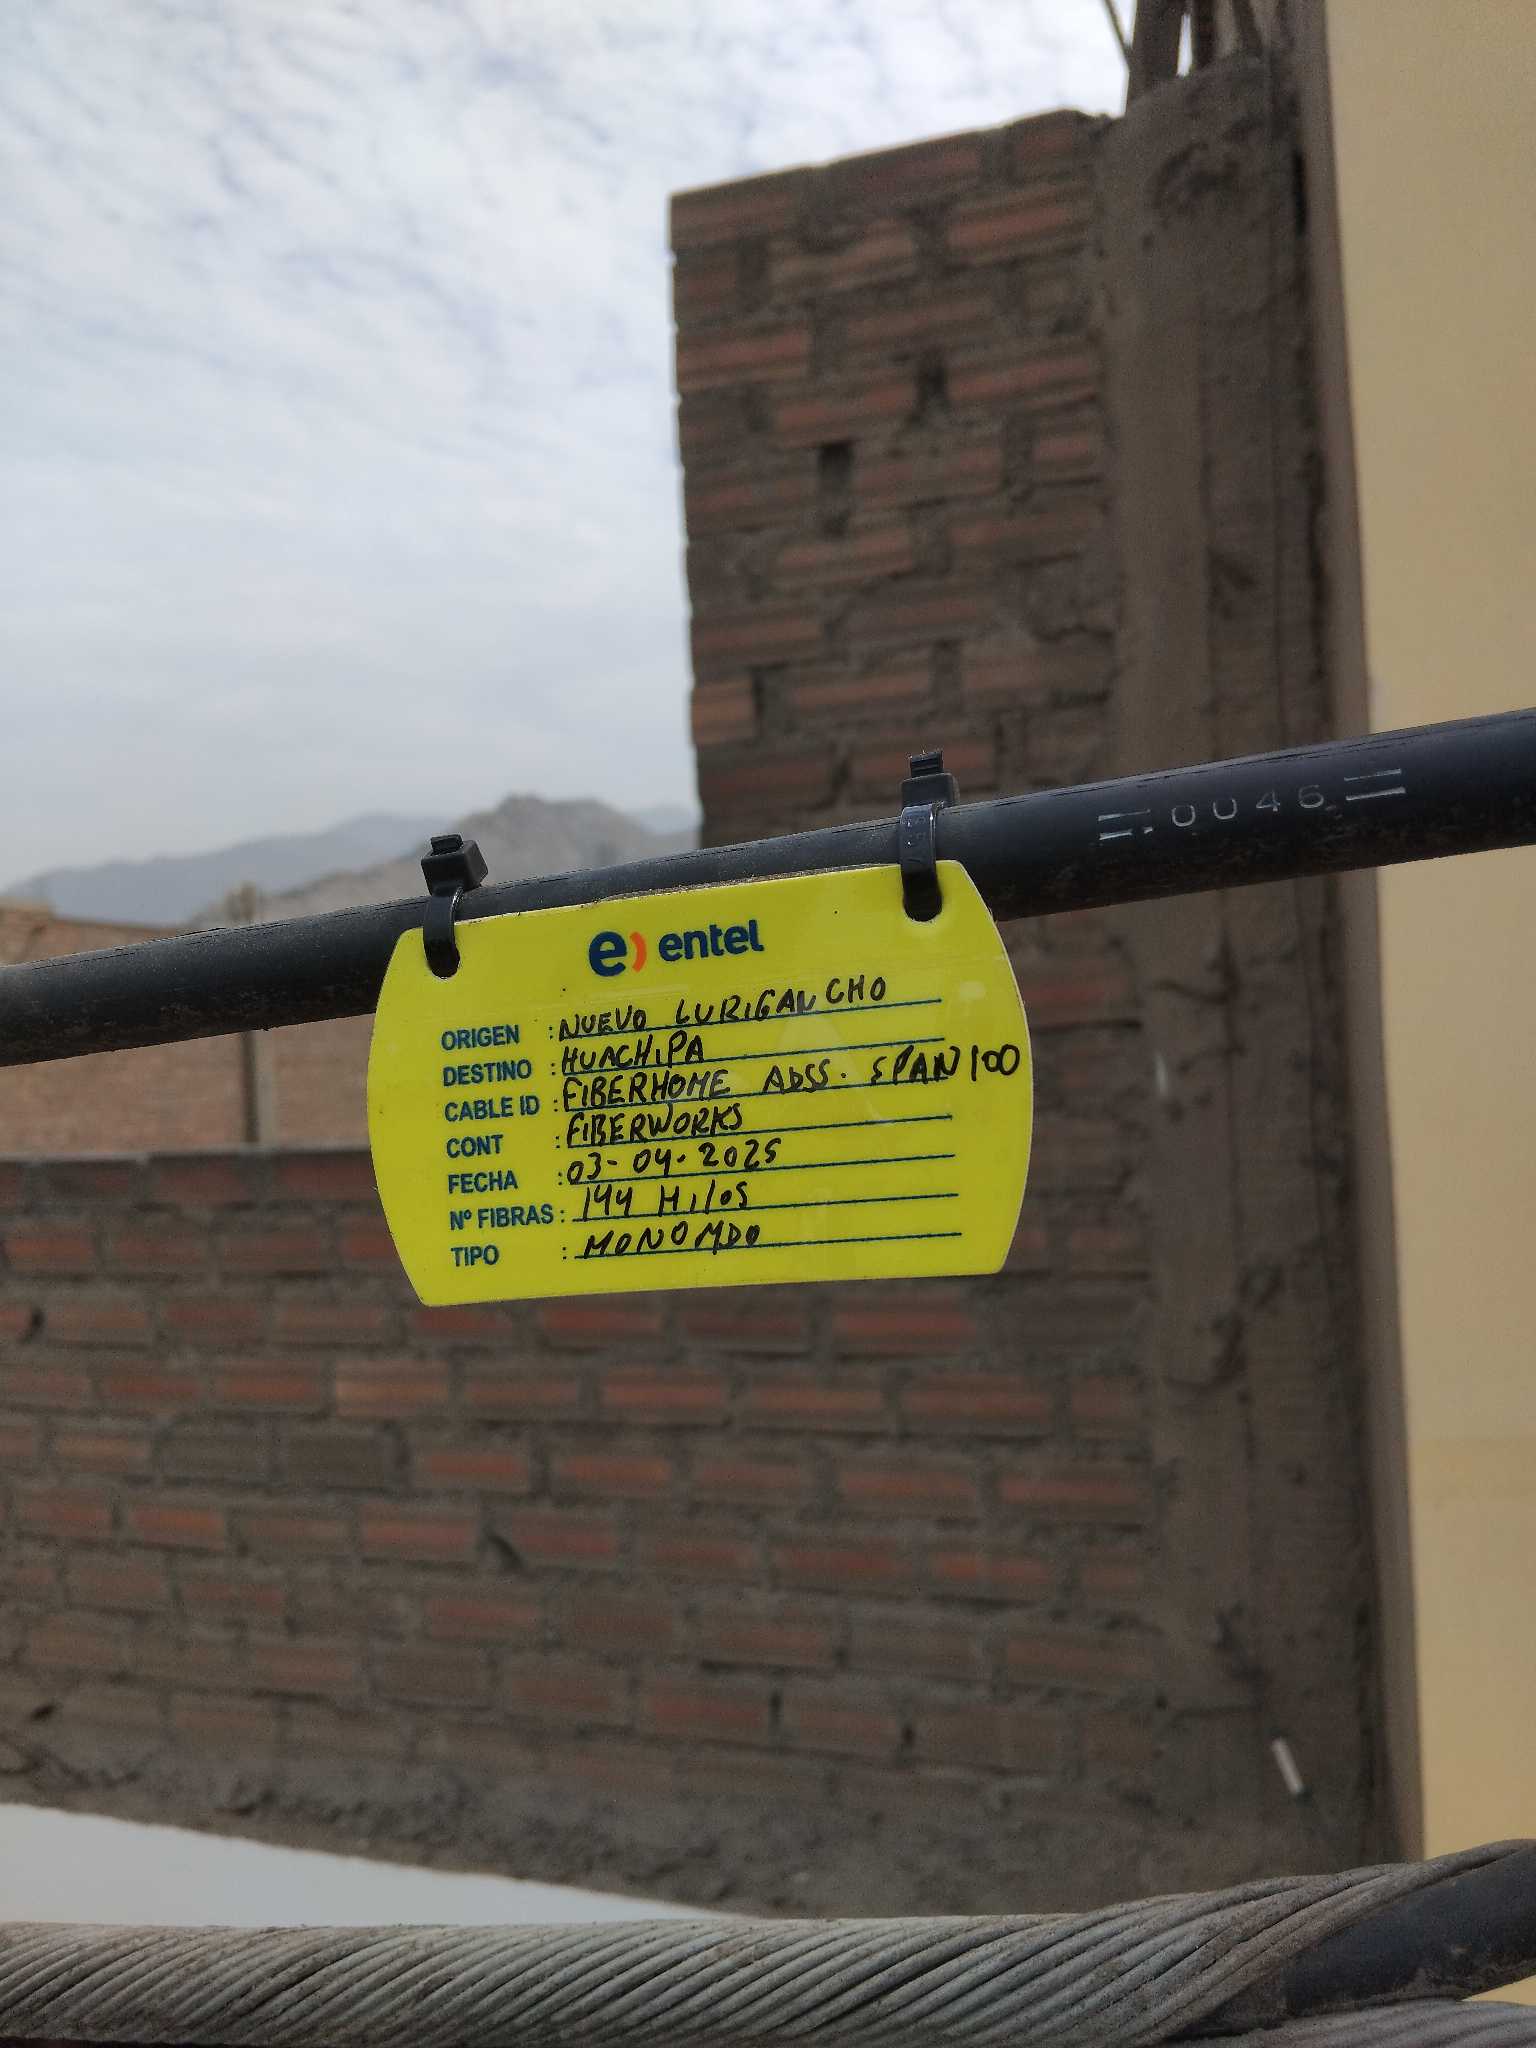 e) entel
ORIGEN : NUEVO LURIGANCHO
DESTINO : HUACHIPA
CABLE ID : FIBERHOME ADSS. SPAN 100
CONT : FIBERWORKS
FECHA : 03-04-2025
Nº FIBRAS : 144 Hilos
TIPO : MONOMDO
=.0046=